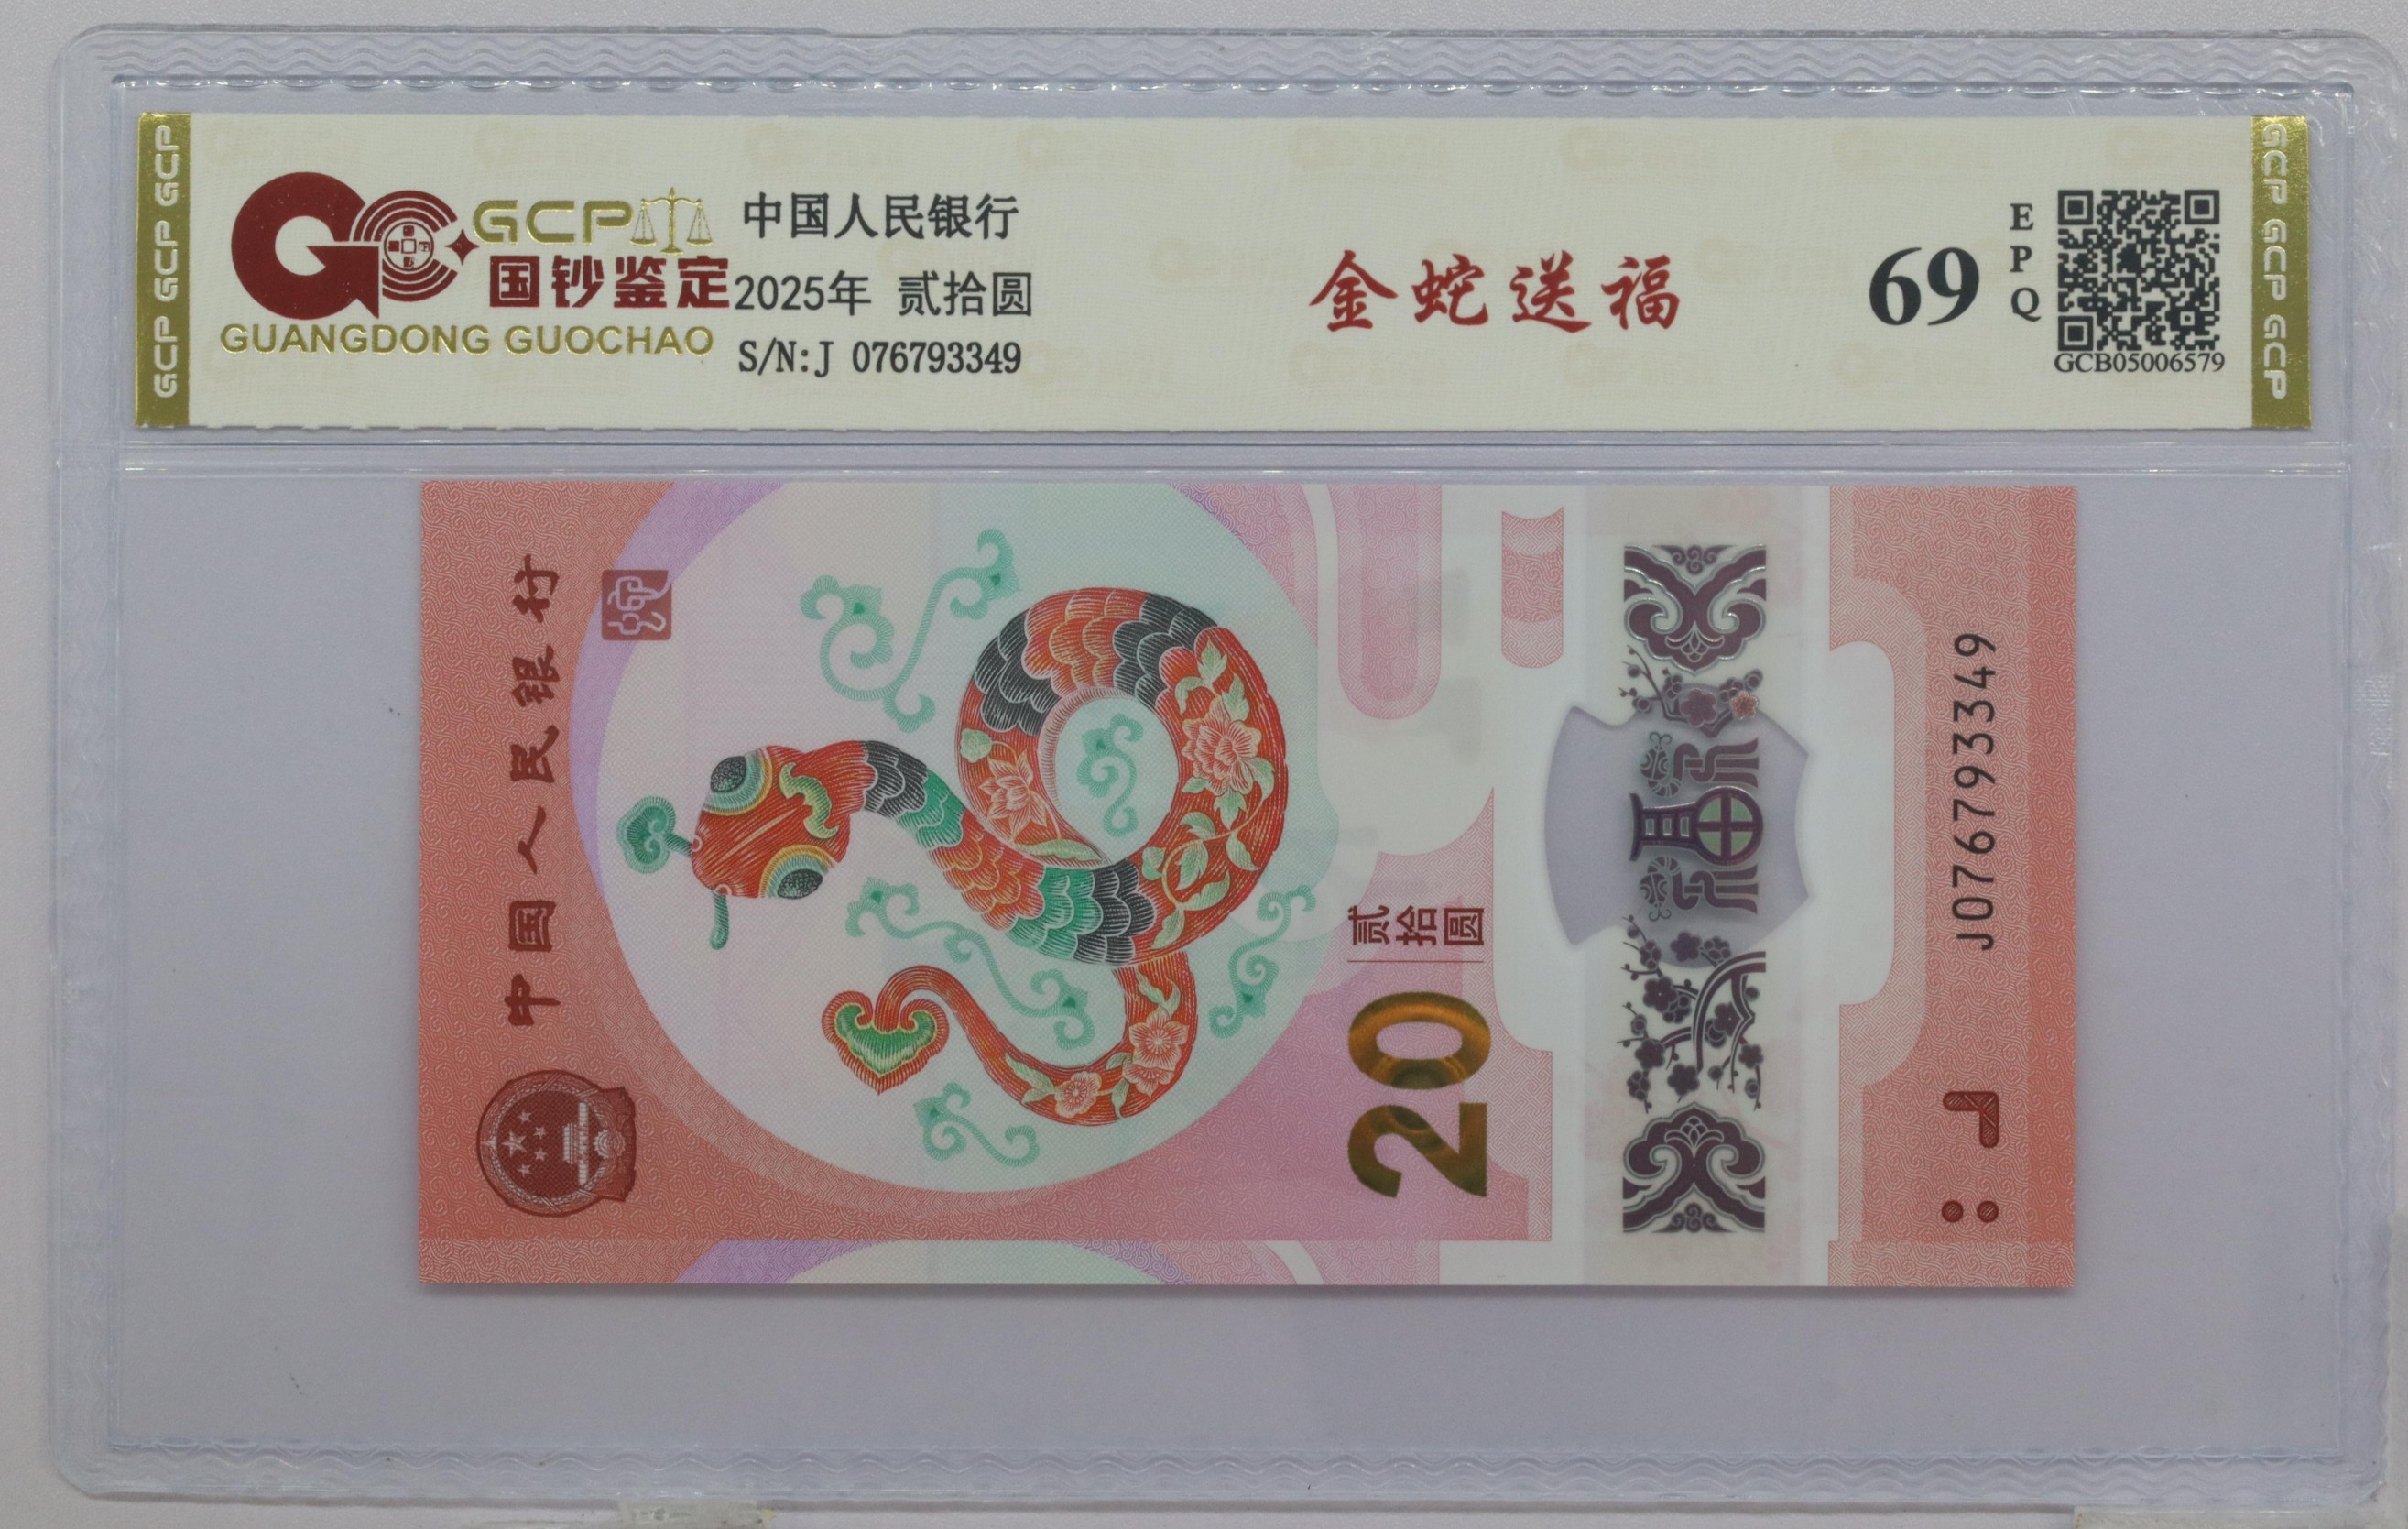 GCP GCP GCP
GCP
国钞鉴定
GUANGDONG GUOCHAO
中国人民银行
2025年 贰拾圆
S/N:J 076793349
金蛇送福
69
EPQ
GCB05006579
GCP GCP GCP
中国人民银行
贰拾圆
20
福
J076793349